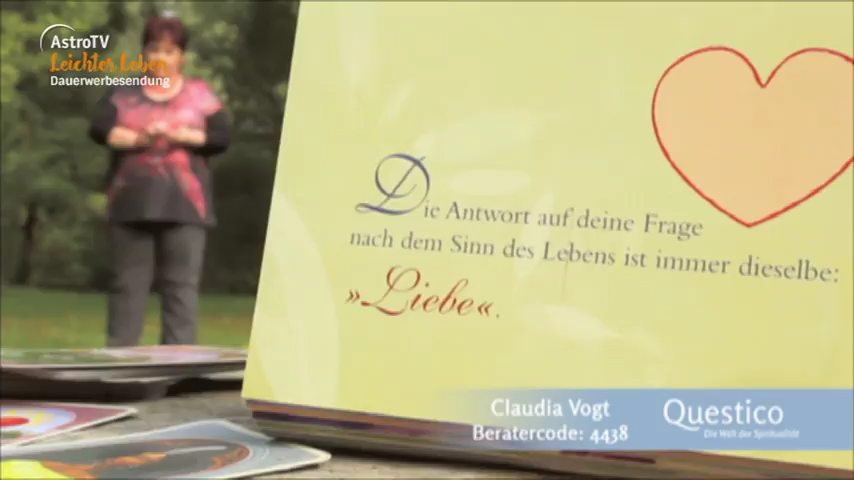 AstroTV
Leichter Leben
Dauerwerbesendung
Die Antwort auf deine Frage
nach dem Sinn des Lebens ist immer dieselbe:
»Liebe«.
Claudia Vogt
Beratercode: 4438
Questico
Die Welt der Spiritualität